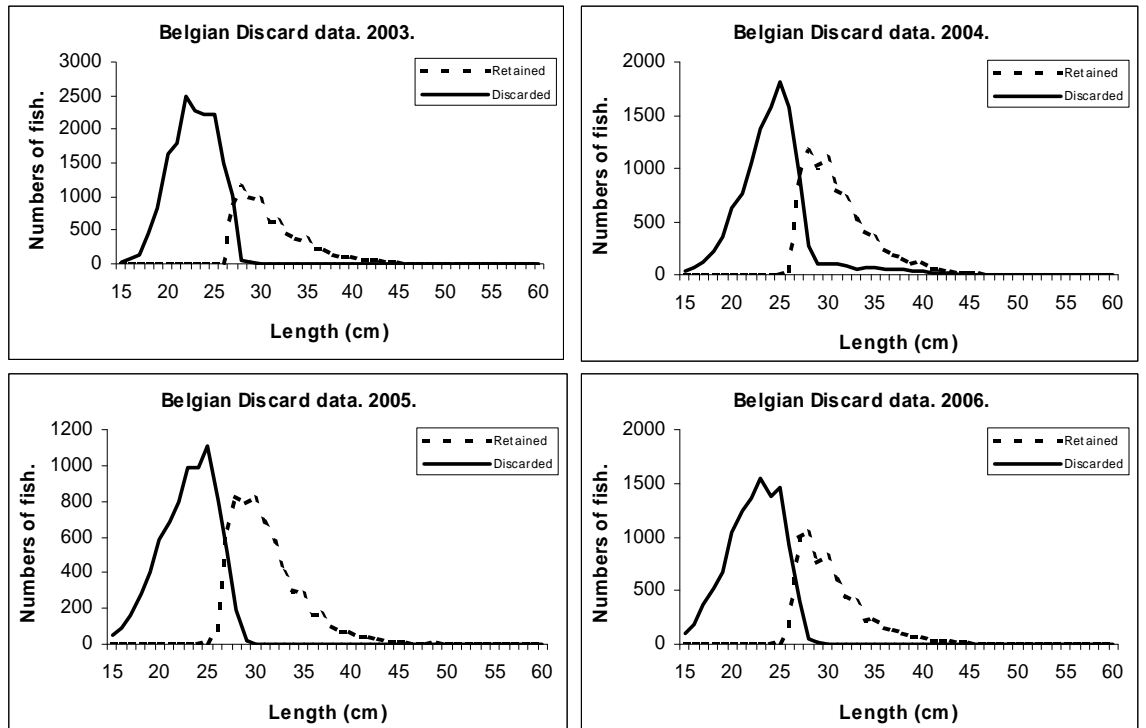 Belgian Discard data. 2003.
Numbers of fish.
3000
2500
2000
1500
1000
500
0
Retained
Discarded
15 20 25 30 35 40 45 50 55 60
Length (cm)
Belgian Discard data. 2004.
Numbers of fish.
2000
1500
1000
500
0
Retained
Discarded
15 20 25 30 35 40 45 50 55 60
Length (cm)
Belgian Discard data. 2005.
Numbers of fish.
1200
1000
800
600
400
200
0
Retained
Discarded
15 20 25 30 35 40 45 50 55 60
Length (cm)
Belgian Discard data. 2006.
Numbers of fish.
2000
1500
1000
500
0
Retained
Discarded
15 20 25 30 35 40 45 50 55 60
Length (cm)